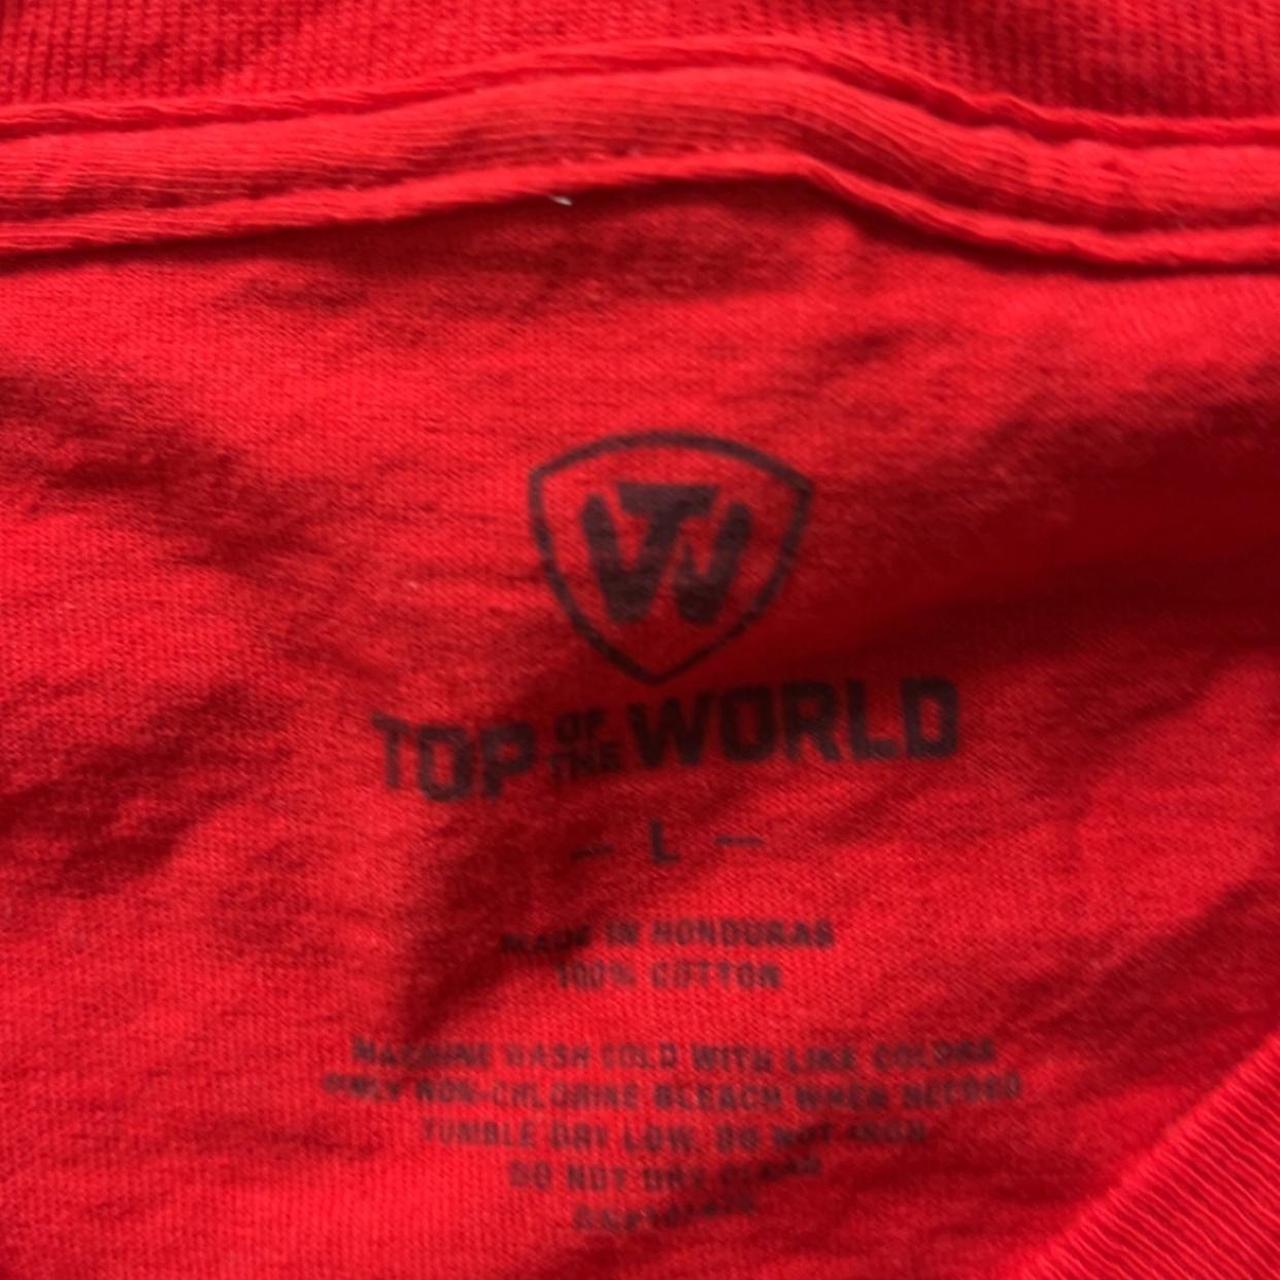 TW
TOP OF THE WORLD
- L -
MADE IN HONDURAS
100% COTTON
MACHINE WASH COLD WITH LIKE COLORS
ONLY NON-CHLORINE BLEACH WHEN NEEDED
TUMBLE DRY LOW. DO NOT IRON
DO NOT DRY CLEAN